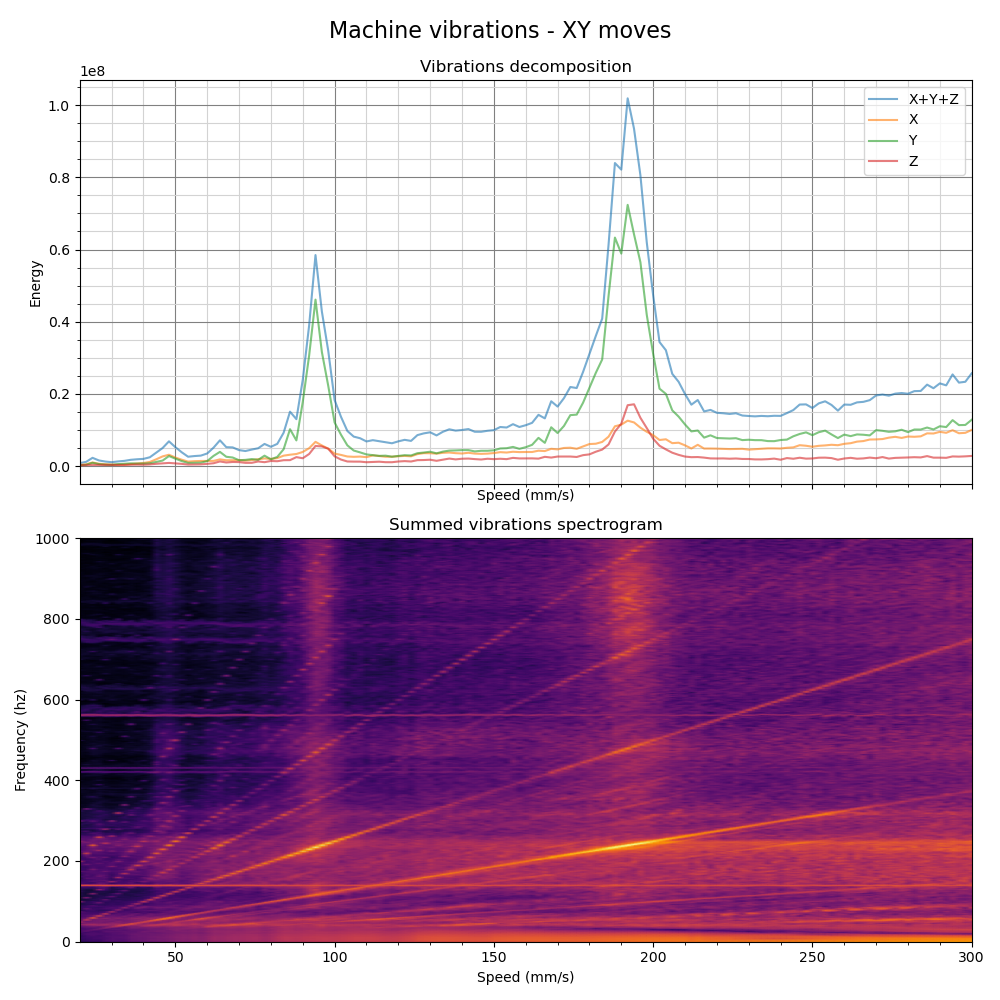 Machine vibrations - XY moves
Vibrations decomposition
1e8
1.0
0.8
0.6
0.4
0.2
0.0
Energy
X+Y+Z
X
Y
Z
Speed (mm/s)
Summed vibrations spectrogram
1000
800
600
400
200
0
Frequency (hz)
50
100
150
200
250
300
Speed (mm/s)